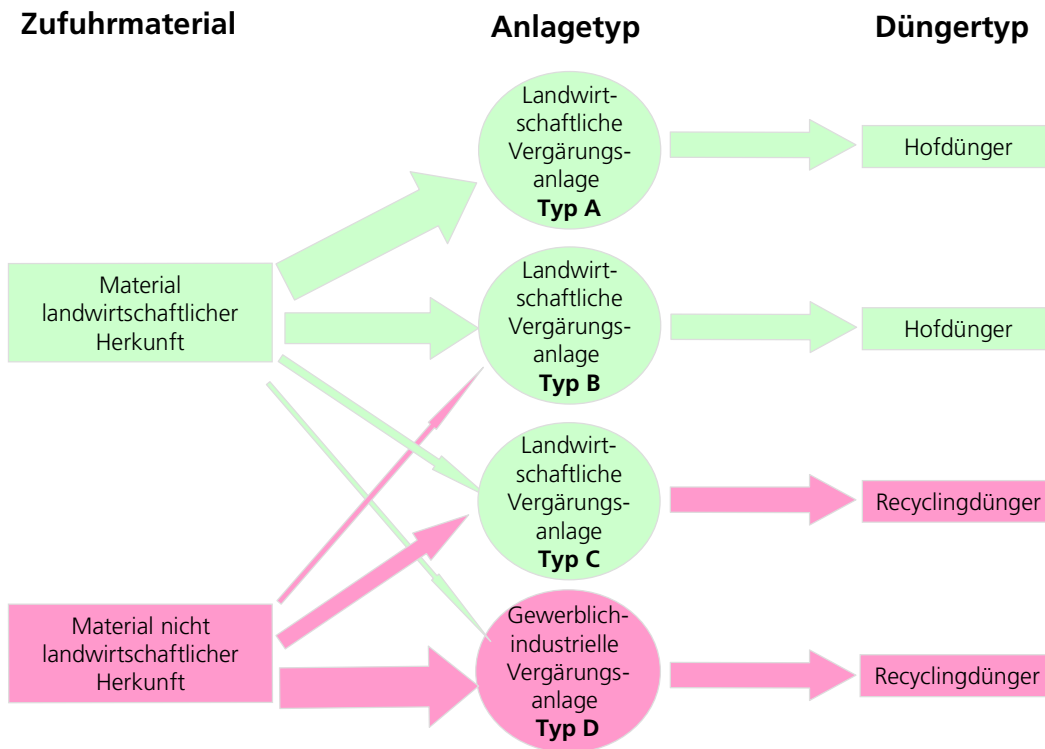 Zufuhrmaterial
Anlagetyp
Düngertyp
Landwirt-
schaftliche
Vergärungs-
anlage
Typ A
Hofdünger
Material
landwirtschaftlicher
Herkunft
Landwirt-
schaftliche
Vergärungs-
anlage
Typ B
Hofdünger
Landwirt-
schaftliche
Vergärungs-
anlage
Typ C
Recyclingdünger
Material nicht
landwirtschaftlicher
Herkunft
Gewerblich-
industrielle
Vergärungs-
anlage
Typ D
Recyclingdünger